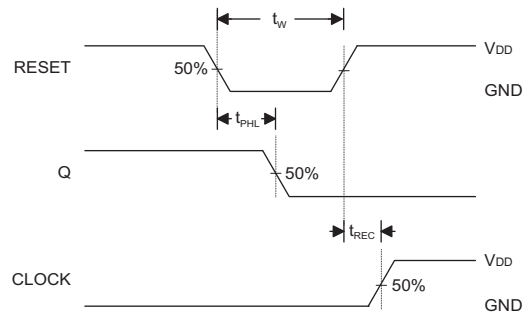 tW
VDD
RESET
50%
GND
tPHL
Q
50%
tREC
VDD
CLOCK
50%
GND